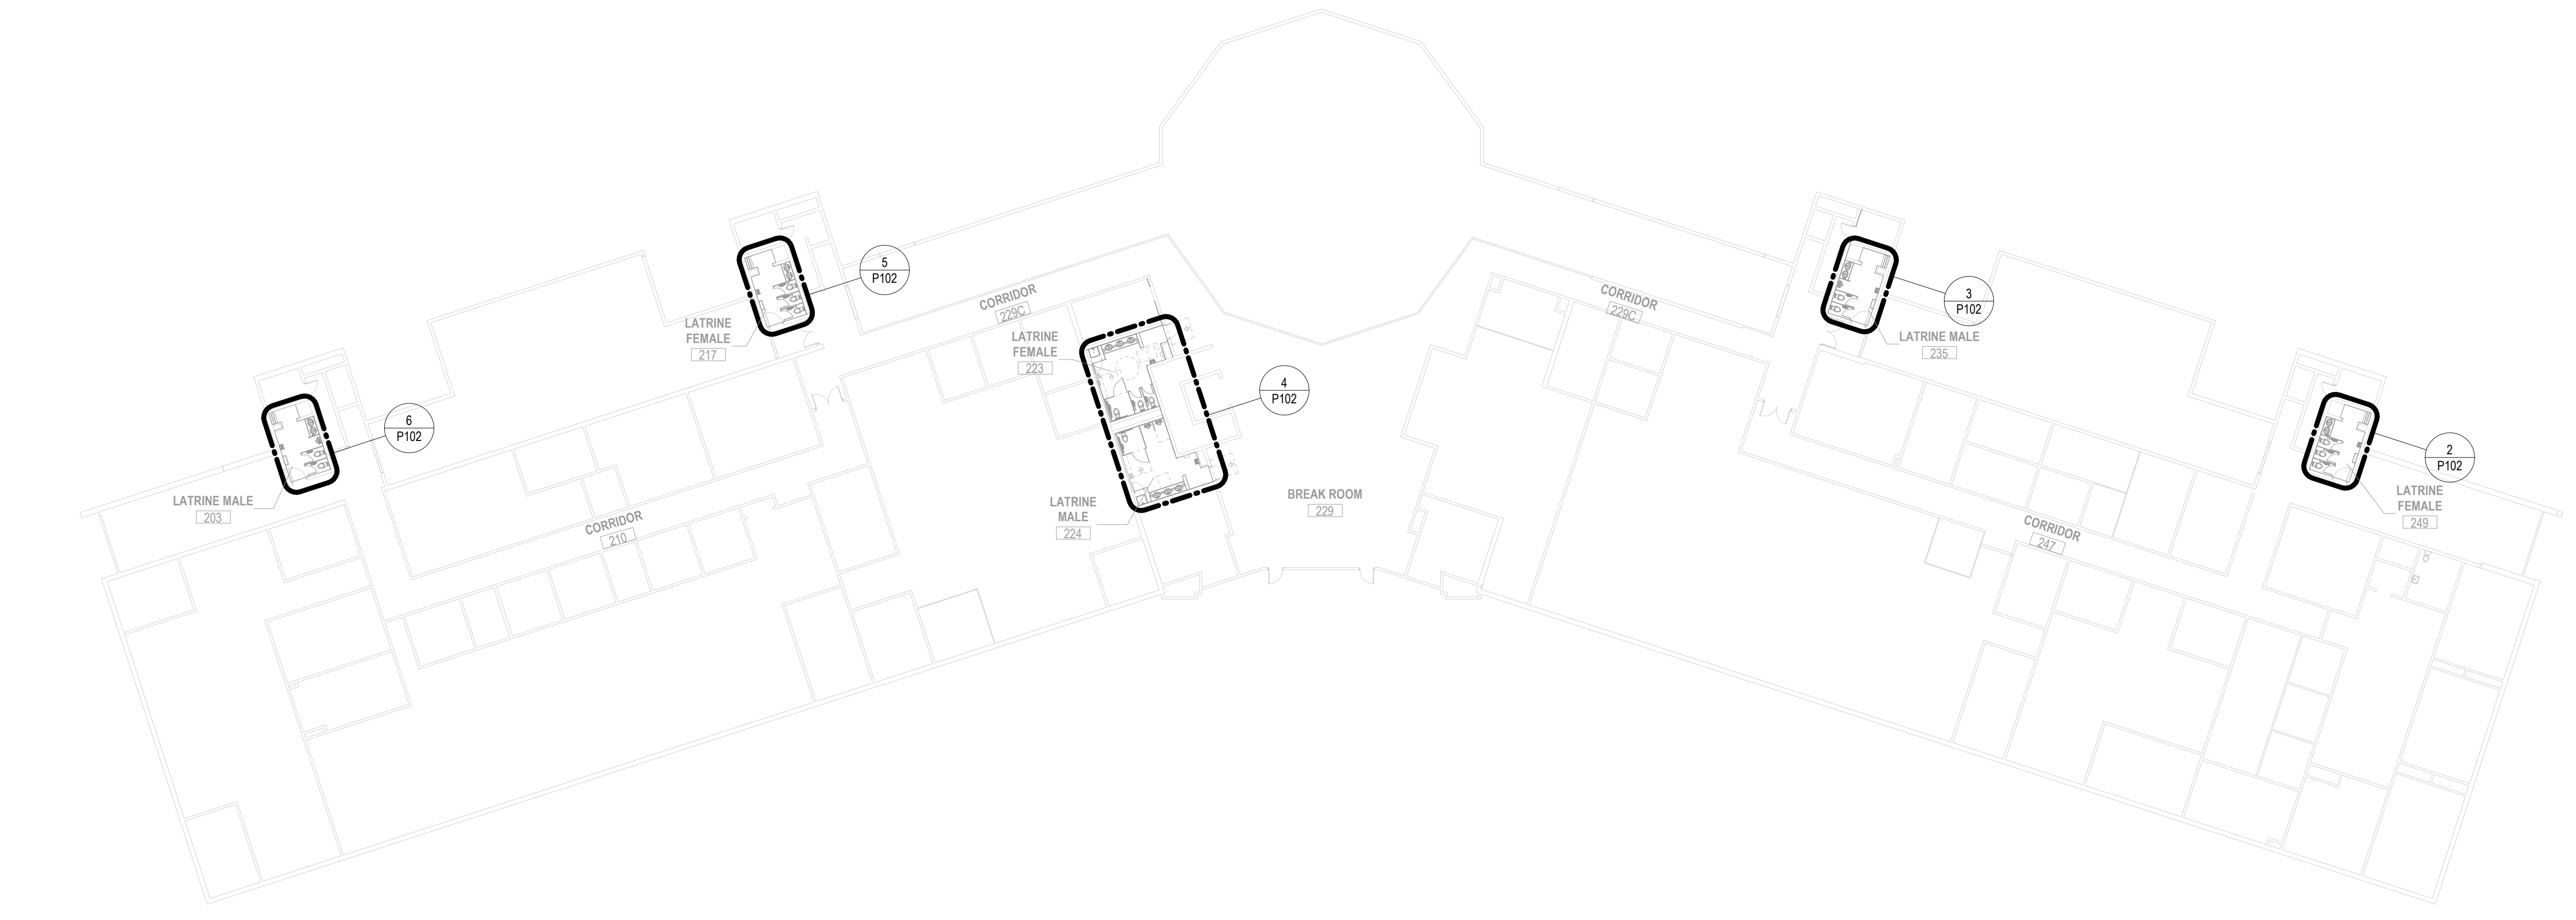 5
P102
3
P102
CORRIDOR
229C
CORRIDOR
229C
LATRINE
FEMALE
217
LATRINE
FEMALE
223
LATRINE MALE
235
4
P102
6
P102
2
P102
LATRINE MALE
203
LATRINE
MALE
224
BREAK ROOM
229
LATRINE
FEMALE
249
CORRIDOR
210
CORRIDOR
247